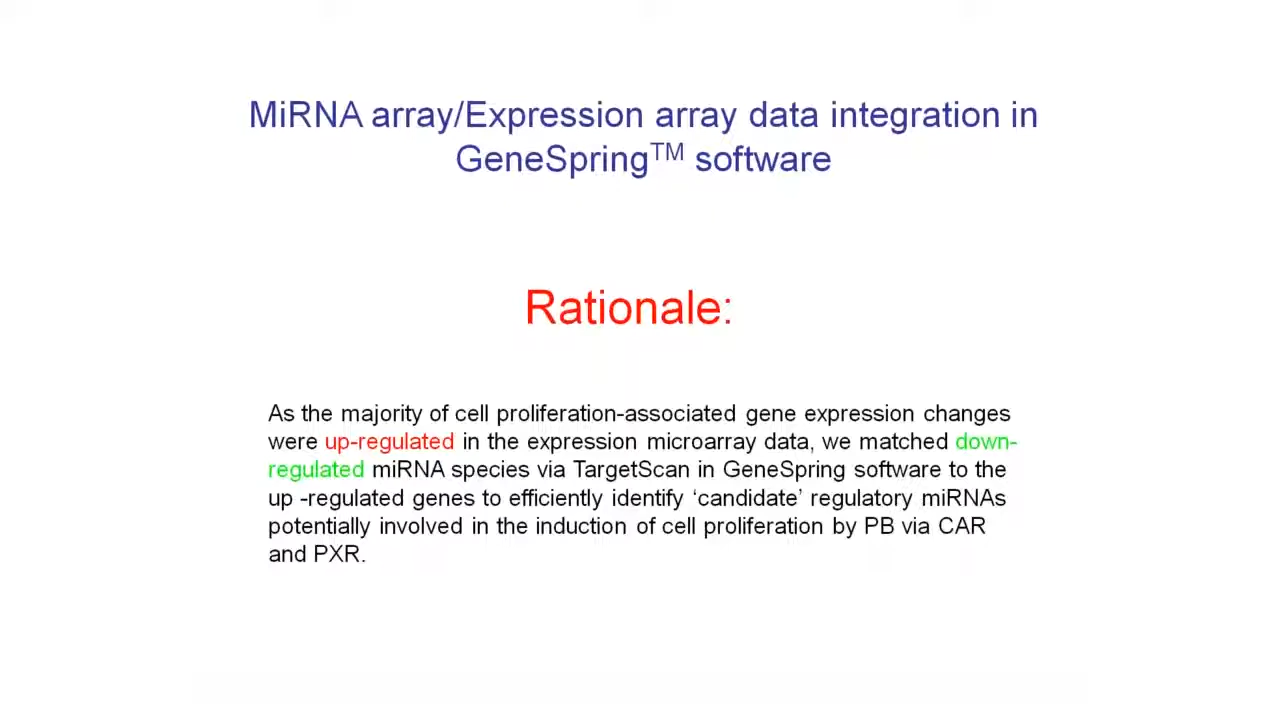 MiRNA array/Expression array data integration in
GeneSpring™ software
Rationale:
As the majority of cell proliferation-associated gene expression changes
were up-regulated in the expression microarray data, we matched down-
regulated miRNA species via TargetScan in GeneSpring software to the
up -regulated genes to efficiently identify ‘candidate’ regulatory miRNAs
potentially involved in the induction of cell proliferation by PB via CAR
and PXR.